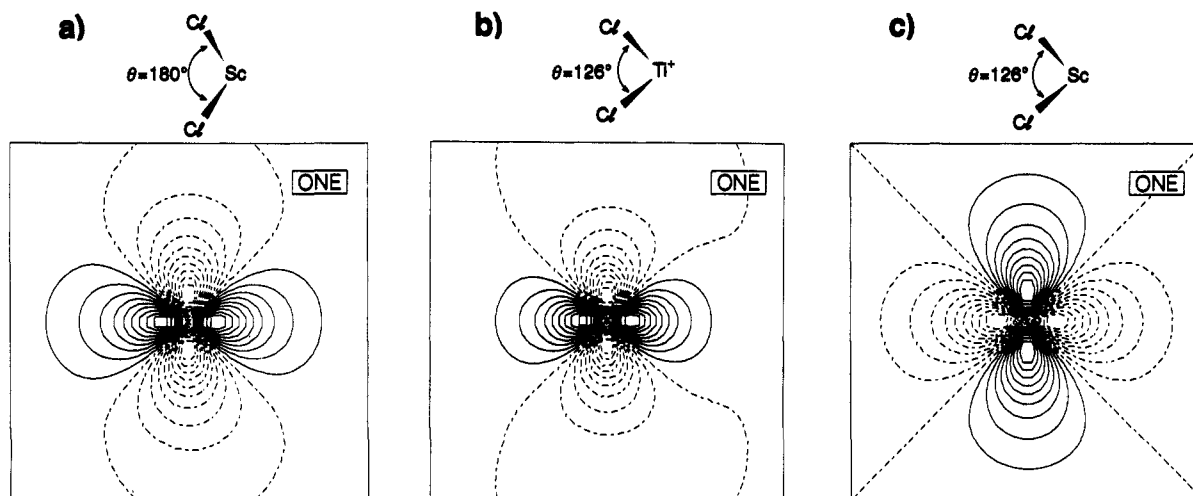 a)
Cℓ
θ=180°
Sc
Cℓ
ONE
b)
Cℓ
θ=126°
Ti⁺
Cℓ
ONE
c)
Cℓ
θ=126°
Sc
Cℓ
ONE